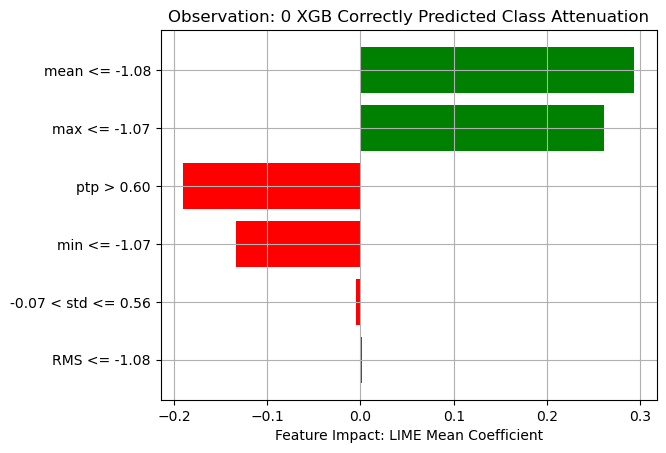 Observation: 0 XGB Correctly Predicted Class Attenuation
mean <= -1.08
max <= -1.07
ptp > 0.60
min <= -1.07
-0.07 < std <= 0.56
RMS <= -1.08
−0.2 −0.1 0.0 0.1 0.2 0.3
Feature Impact: LIME Mean Coefficient